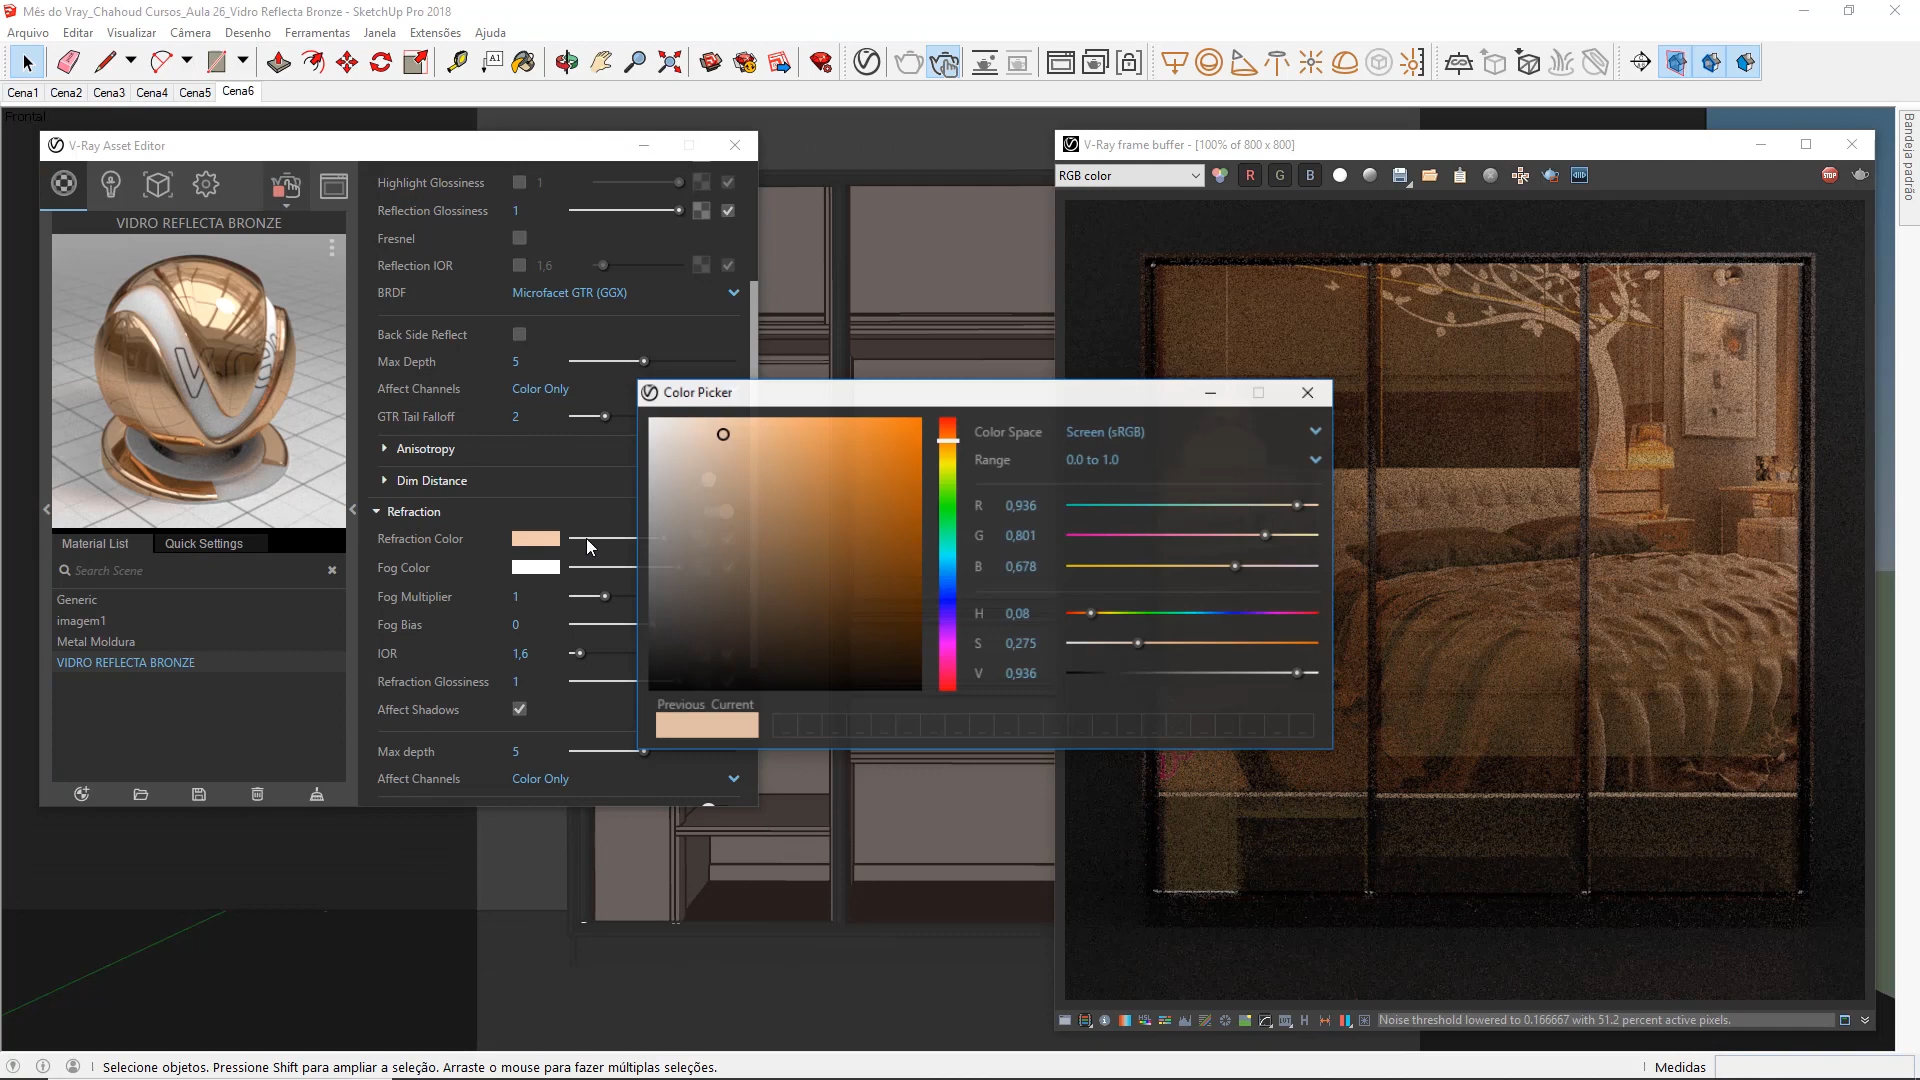 Mês do Vray_Chahoud Cursos_Aula 26_Vidro Reflecta Bronze - SketchUp Pro 2018
Arquivo Editar Visualizar Câmera Desenho Ferramentas Janela Extensões Ajuda
Cena1 Cena2 Cena3 Cena4 Cena5 Cena6
Frontal
Bandeja padrão
V-Ray Asset Editor
VIDRO REFLECTA BRONZE
Material List Quick Settings
Search Scene
Generic
imagem1
Metal Moldura
VIDRO REFLECTA BRONZE
Highlight Glossiness 1
Reflection Glossiness 1
Fresnel
Reflection IOR 1,6
BRDF Microfacet GTR (GGX)
Back Side Reflect
Max Depth 5
Affect Channels Color Only
GTR Tail Falloff 2
Anisotropy
Dim Distance
Refraction
Refraction Color
Fog Color
Fog Multiplier 1
Fog Bias 0
IOR 1,6
Refraction Glossiness 1
Affect Shadows
Max depth 5
Affect Channels Color Only
Color Picker
Color Space Screen (sRGB)
Range 0.0 to 1.0
R 0,936
G 0,801
B 0,678
H 0,08
S 0,275
V 0,936
Previous Current
V-Ray frame buffer - [100% of 800 x 800]
RGB color R G B
STOP
Noise threshold lowered to 0.166667 with 51.2 percent active pixels.
Selecione objetos. Pressione Shift para ampliar a seleção. Arraste o mouse para fazer múltiplas seleções.
Medidas